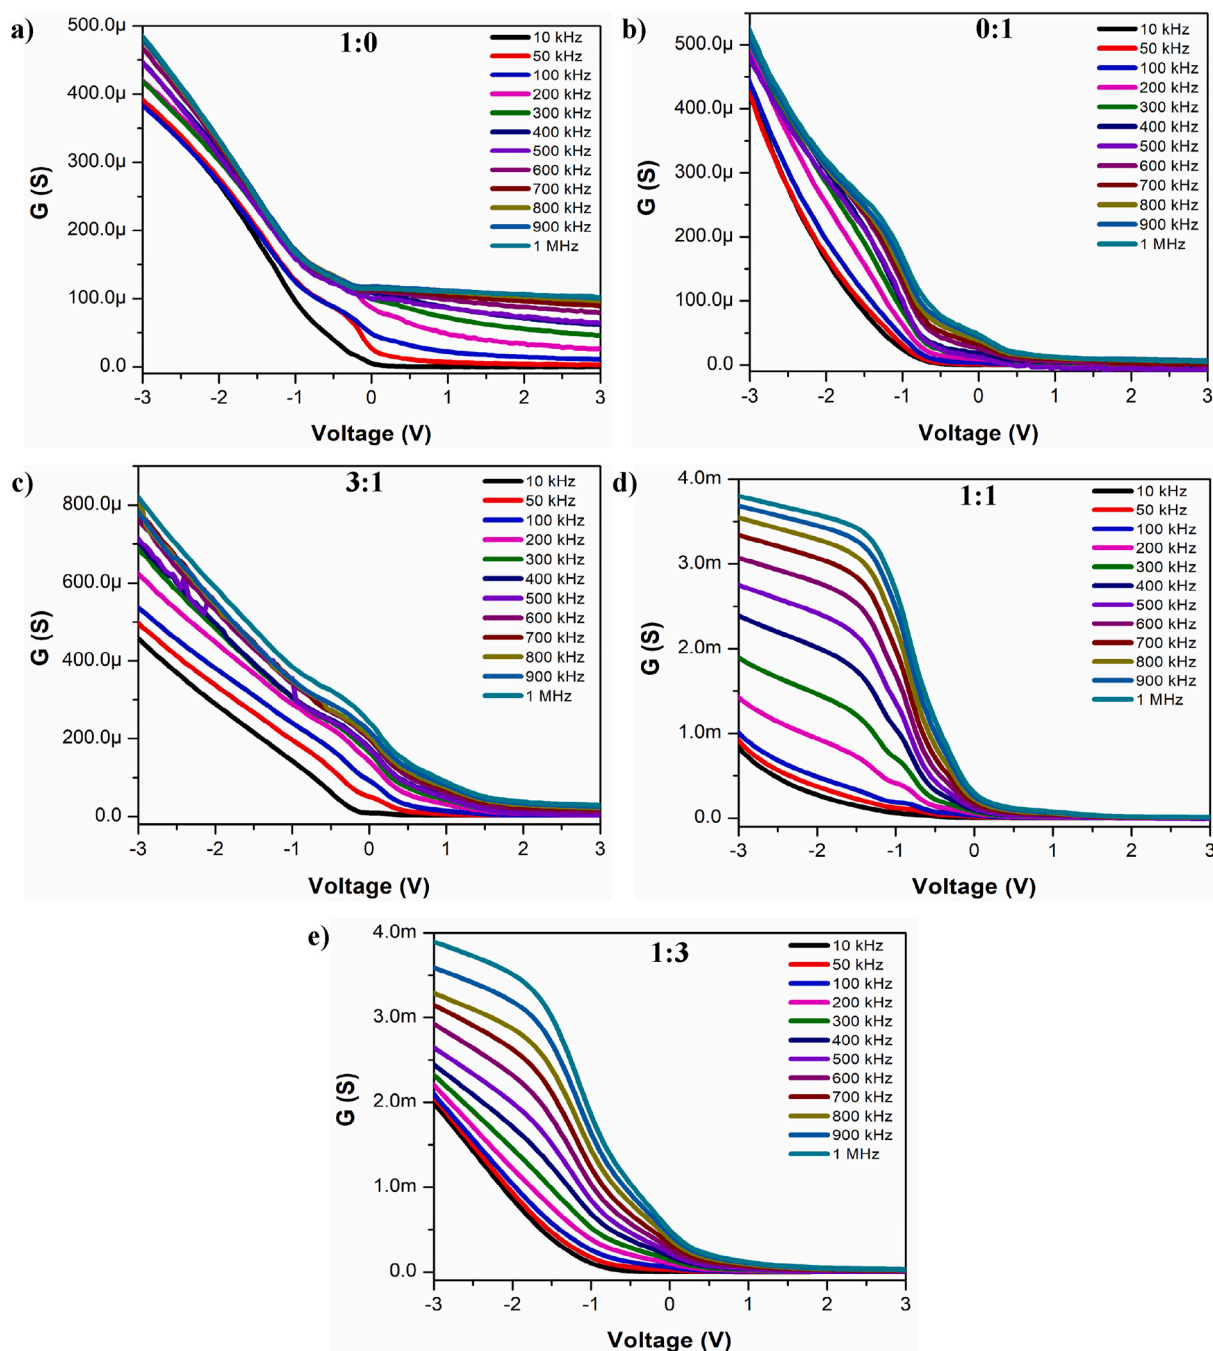 a)
1:0
500.0µ
400.0µ
300.0µ
200.0µ
100.0µ
0.0
G (S)
-3 -2 -1 0 1 2 3
Voltage (V)
10 kHz
50 kHz
100 kHz
200 kHz
300 kHz
400 kHz
500 kHz
600 kHz
700 kHz
800 kHz
900 kHz
1 MHz
b)
0:1
500.0µ
400.0µ
300.0µ
200.0µ
100.0µ
0.0
G (S)
-3 -2 -1 0 1 2 3
Voltage (V)
10 kHz
50 kHz
100 kHz
200 kHz
300 kHz
400 kHz
500 kHz
600 kHz
700 kHz
800 kHz
900 kHz
1 MHz
c)
3:1
800.0µ
600.0µ
400.0µ
200.0µ
0.0
G (S)
-3 -2 -1 0 1 2 3
Voltage (V)
10 kHz
50 kHz
100 kHz
200 kHz
300 kHz
400 kHz
500 kHz
600 kHz
700 kHz
800 kHz
900 kHz
1 MHz
d)
1:1
4.0m
3.0m
2.0m
1.0m
0.0
G (S)
-3 -2 -1 0 1 2 3
Voltage (V)
10 kHz
50 kHz
100 kHz
200 kHz
300 kHz
400 kHz
500 kHz
600 kHz
700 kHz
800 kHz
900 kHz
1 MHz
e)
1:3
4.0m
3.0m
2.0m
1.0m
0.0
G (S)
-3 -2 -1 0 1 2 3
Voltage (V)
10 kHz
50 kHz
100 kHz
200 kHz
300 kHz
400 kHz
500 kHz
600 kHz
700 kHz
800 kHz
900 kHz
1 MHz